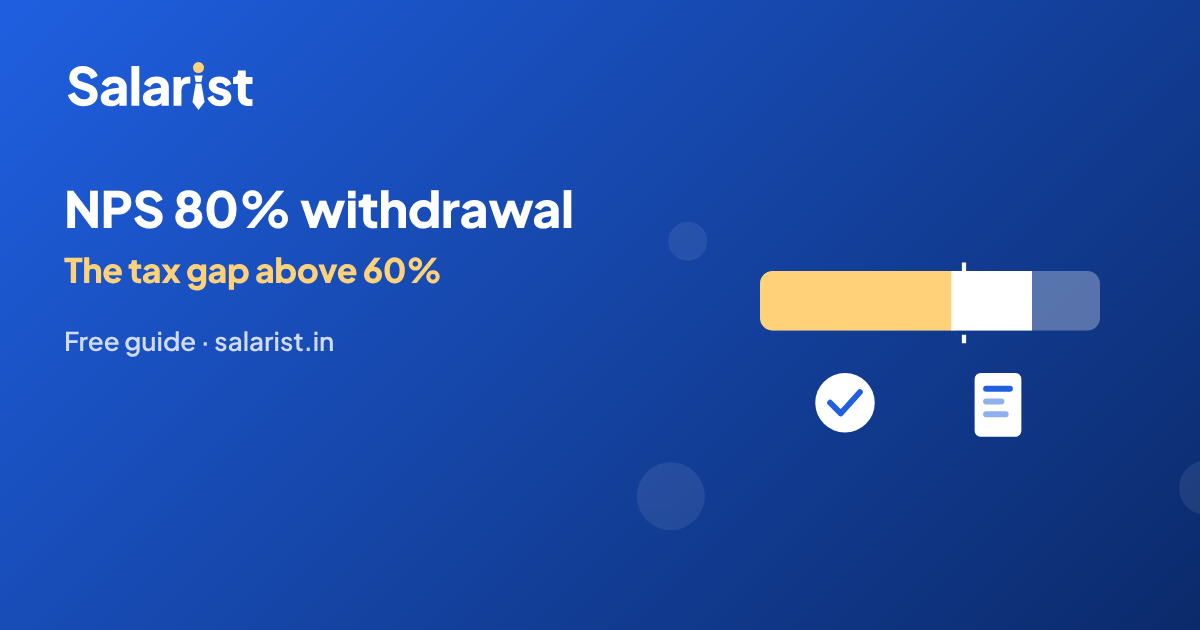 Salarist
NPS 80% withdrawal
The tax gap above 60%
Free guide · salarist.in